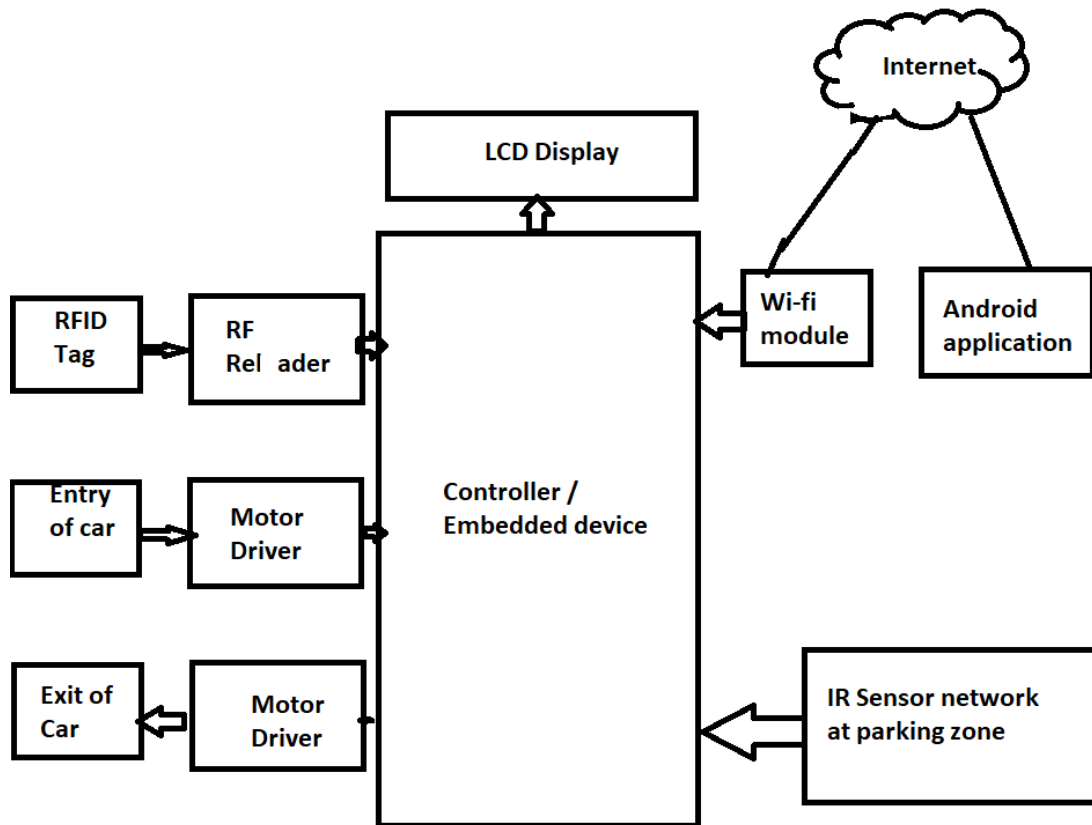 Internet
LCD Display
Wi-fi
module
Android
application
RFID
Tag
RF
Rel ader
Entry
of car
Motor
Driver
Controller /
Embedded device
Exit of
Car
Motor
Driver
IR Sensor network
at parking zone